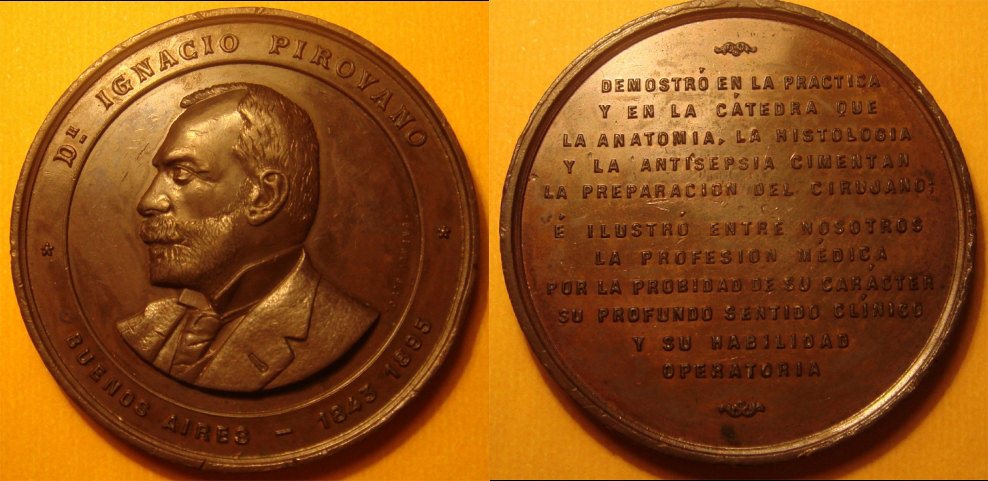 Dr. IGNACIO PIROVANO
* *
BUENOS AIRES – 1843 1895
DEMOSTRÓ EN LA PRACTICA
Y EN LA CÁTEDRA QUE
LA ANATOMIA, LA HISTOLOGIA
Y LA ANTISEPSIA CIMENTAN
LA PREPARACION DEL CIRUJANO;
É ILUSTRÓ ENTRE NOSOTROS
LA PROFESION MÉDICA
POR LA PROBIDAD DE SU CARÁCTER
SU PROFUNDO SENTIDO CLÍNICO
Y SU HABILIDAD
OPERATORIA